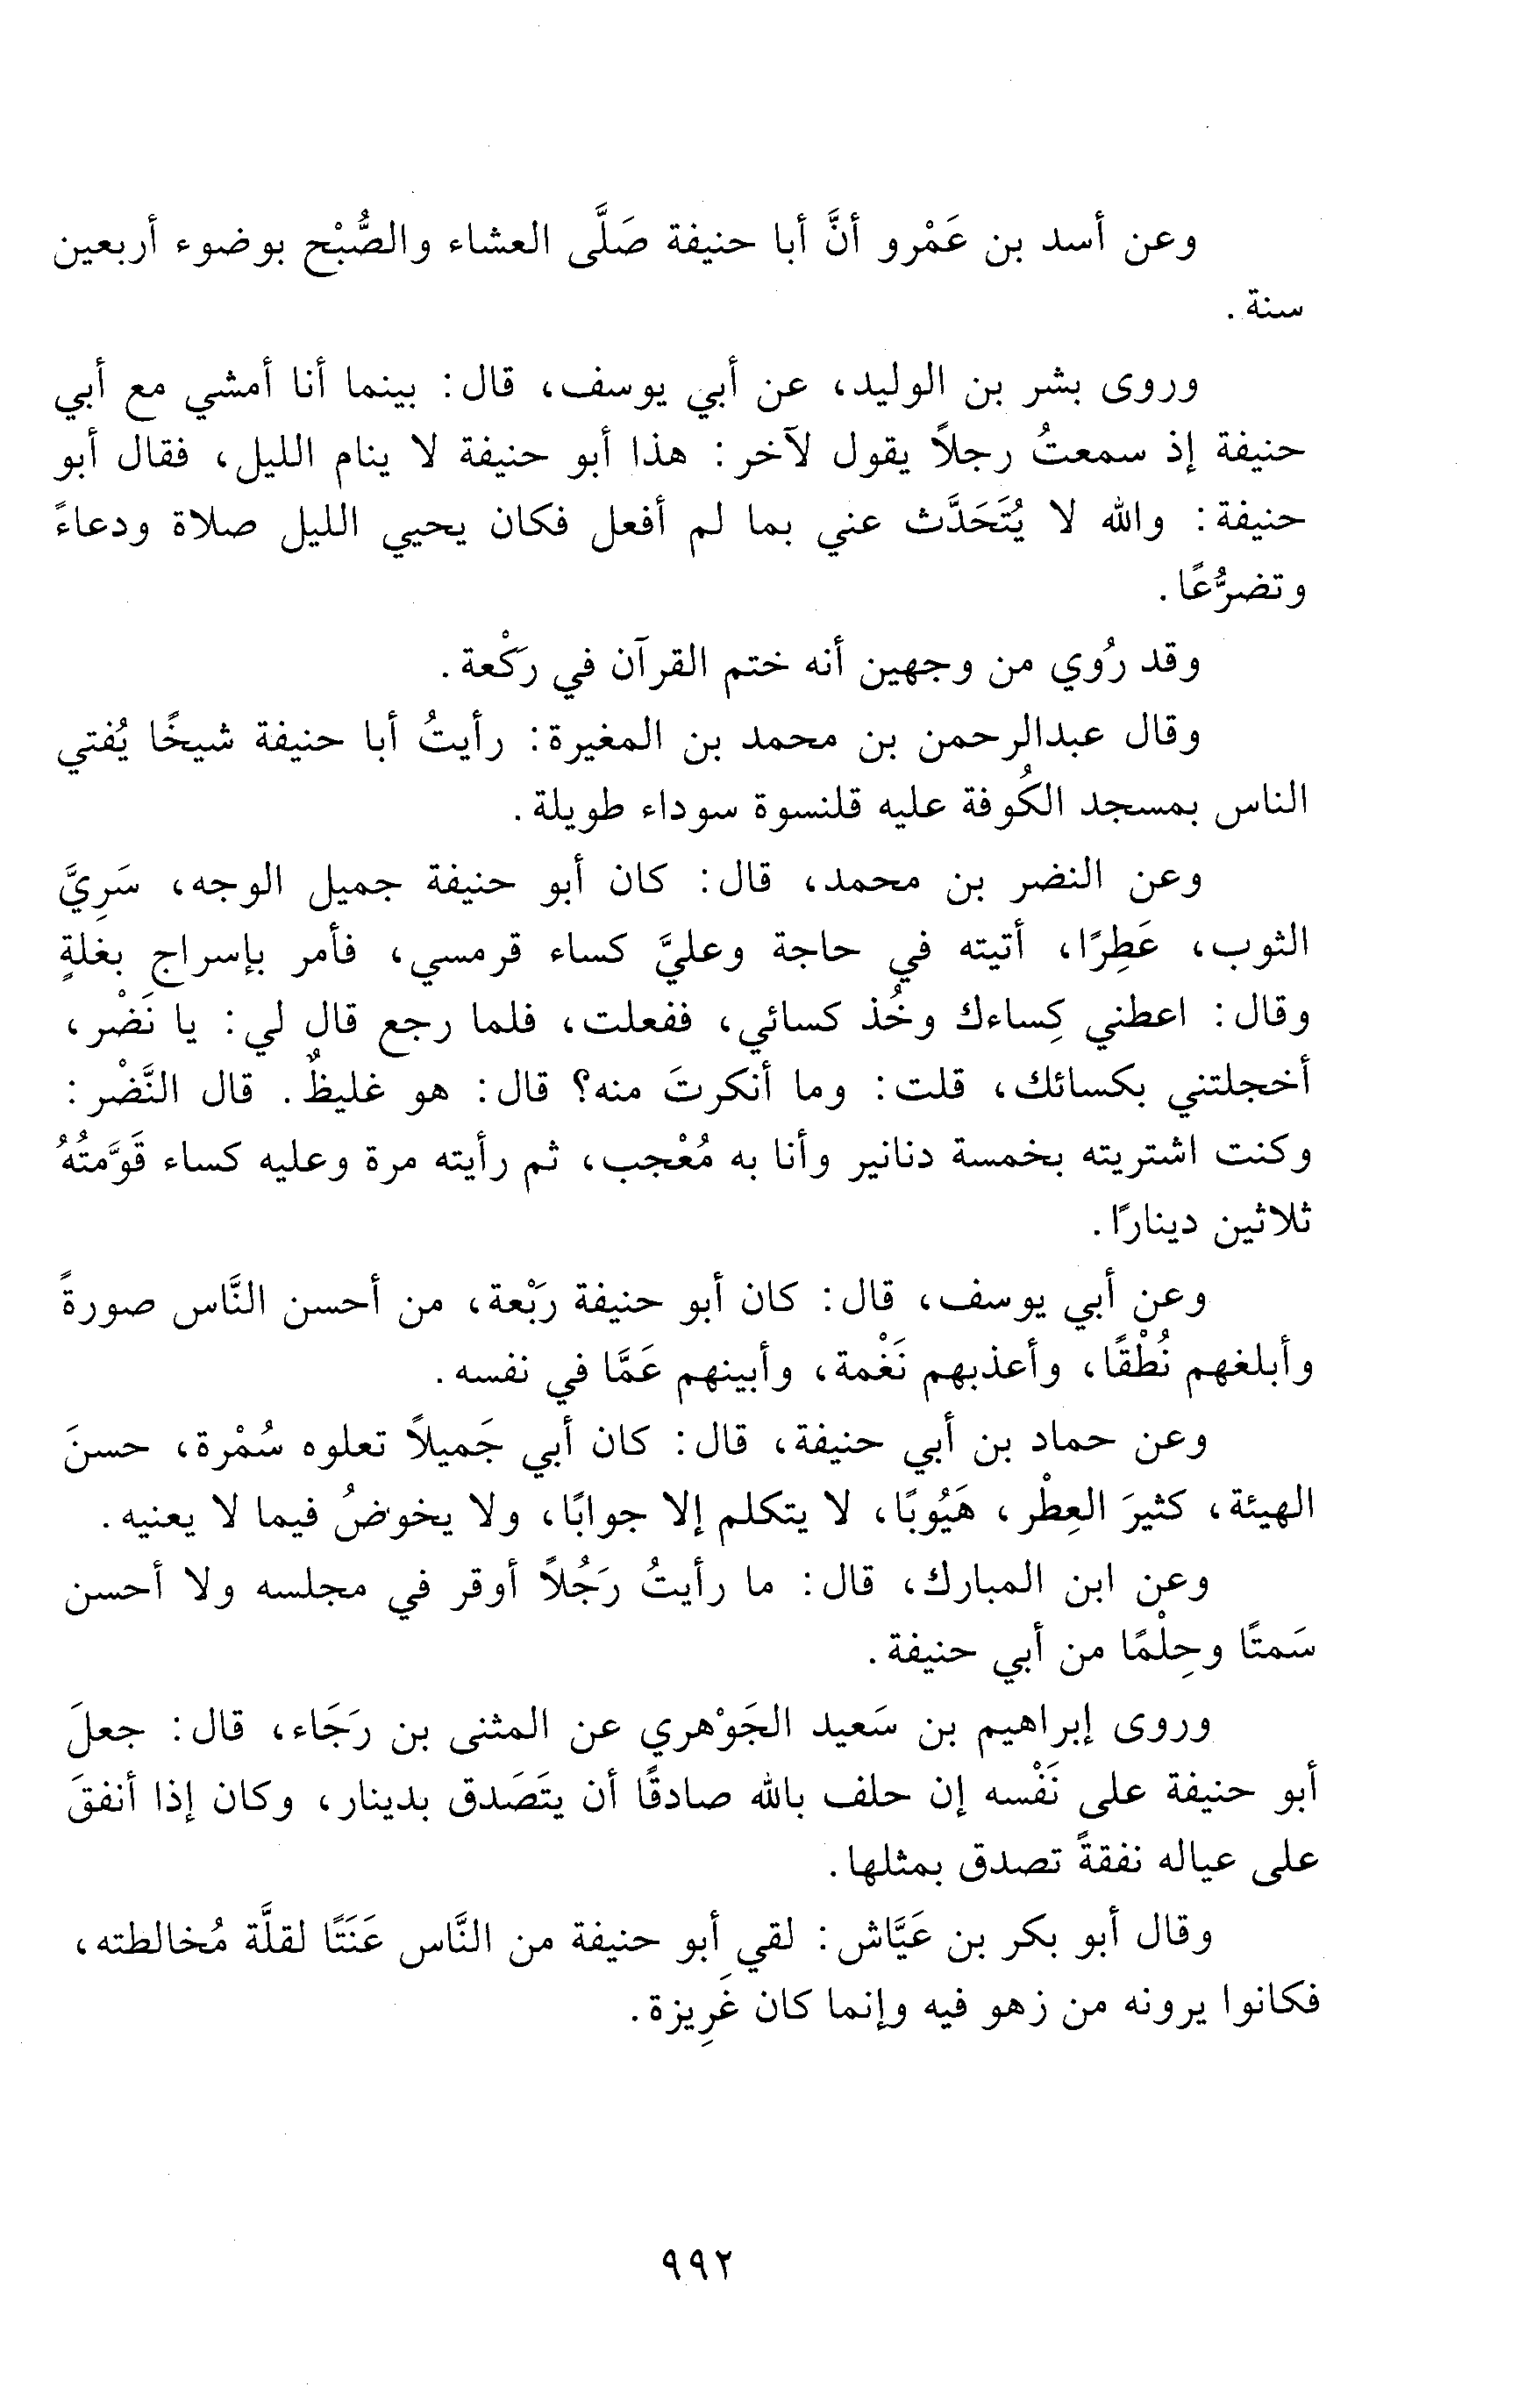 وعن أسد بن عَمْرو أنَّ أبا حنيفة صَلَّى العشاء والصُّبْح بوضوء أربعين
سنة.
وروى بشر بن الوليد، عن أبي يوسف، قال: بينما أنا أمشي مع أبي
حنيفة إذ سمعتُ رجلاً يقول لآخر: هذا أبو حنيفة لا ينام الليل، فقال أبو
حنيفة: والله لا يُتَحَدَّث عني بما لم أفعل فكان يحيي الليل صلاة ودعاءً
وتضرُّعًا.
وقد رُوي من وجهين أنه ختم القرآن في رَكْعة.
وقال عبدالرحمن بن محمد بن المغيرة: رأيتُ أبا حنيفة شيخًا يُفتي
الناس بمسجد الكُوفة عليه قلنسوة سوداء طويلة.
وعن النضر بن محمد، قال: كان أبو حنيفة جميل الوجه، سَرِيَّ
الثوب، عَطِرًا، أتيته في حاجة وعليَّ كساء قرمسي، فأمر بإسراج بغلةٍ
وقال: اعطني كِساءك وخُذ كسائي، ففعلت، فلما رجع قال لي: يا نَضْر،
أخجلتني بكسائك، قلت: وما أنكرتَ منه؟ قال: هو غليظٌ. قال النَّضْر:
وكنت اشتريته بخمسة دنانير وأنا به مُعْجب، ثم رأيته مرة وعليه كساء قَوَّمتُهُ
ثلاثين دينارًا.
وعن أبي يوسف، قال: كان أبو حنيفة رَبْعة، من أحسن النَّاس صورةً
وأبلغهم نُطْقًا، وأعذبهم نَغْمة، وأبينهم عَمَّا في نفسه.
وعن حماد بن أبي حنيفة، قال: كان أبي جَميلاً تعلوه سُمْرة، حسنَ
الهيئة، كثيرَ العِطْر، هَيُوبًا، لا يتكلم إلا جوابًا، ولا يخوضُ فيما لا يعنيه.
وعن ابن المبارك، قال: ما رأيتُ رَجُلاً أوقر في مجلسه ولا أحسن
سَمتًا وحِلْمًا من أبي حنيفة.
وروى إبراهيم بن سَعيد الجَوْهري عن المثنى بن رَجَاء، قال: جعلَ
أبو حنيفة على نَفْسه إن حلف بالله صادقًا أن يتَصَدق بدينار، وكان إذا أنفقَ
على عياله نفقةً تصدق بمثلها.
وقال أبو بكر بن عَيَّاش: لقي أبو حنيفة من النَّاس عَنَتًا لقلَّة مُخالطته،
فكانوا يرونه من زهو فيه وإنما كان غَرِيزة.
٩٩٢